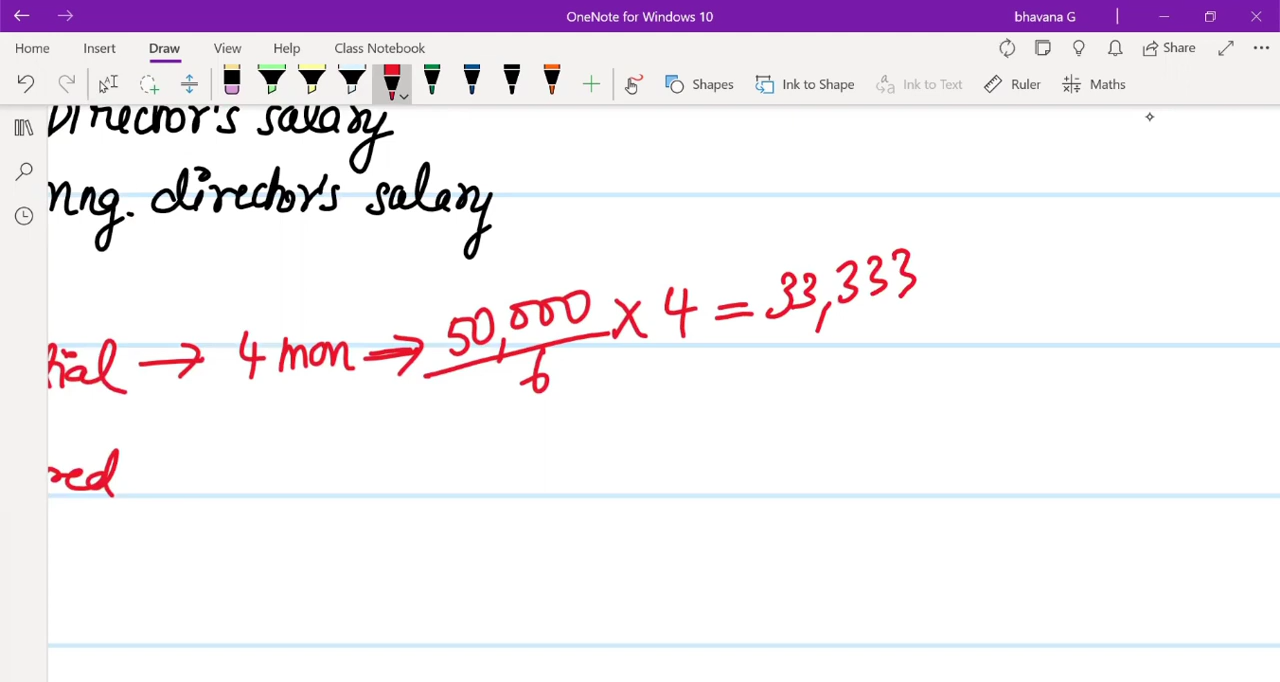 OneNote for Windows 10
bhavana G
Home Insert Draw View Help Class Notebook
Share
Shapes Ink to Shape Ink to Text Ruler Maths
Director's salary
mng. director's salary
tial → 4 mon ⇒ 50,000/6 × 4 = 33,333
red